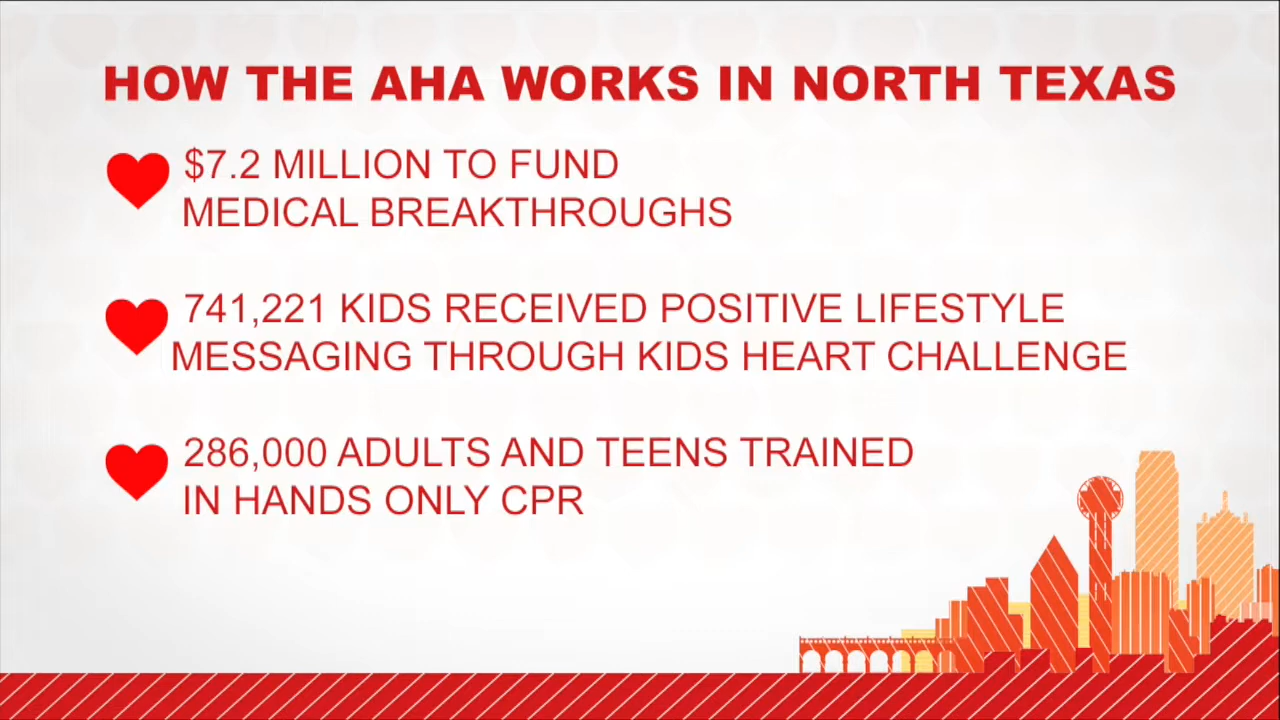 HOW THE AHA WORKS IN NORTH TEXAS
$7.2 MILLION TO FUND
MEDICAL BREAKTHROUGHS
741,221 KIDS RECEIVED POSITIVE LIFESTYLE
MESSAGING THROUGH KIDS HEART CHALLENGE
286,000 ADULTS AND TEENS TRAINED
IN HANDS ONLY CPR